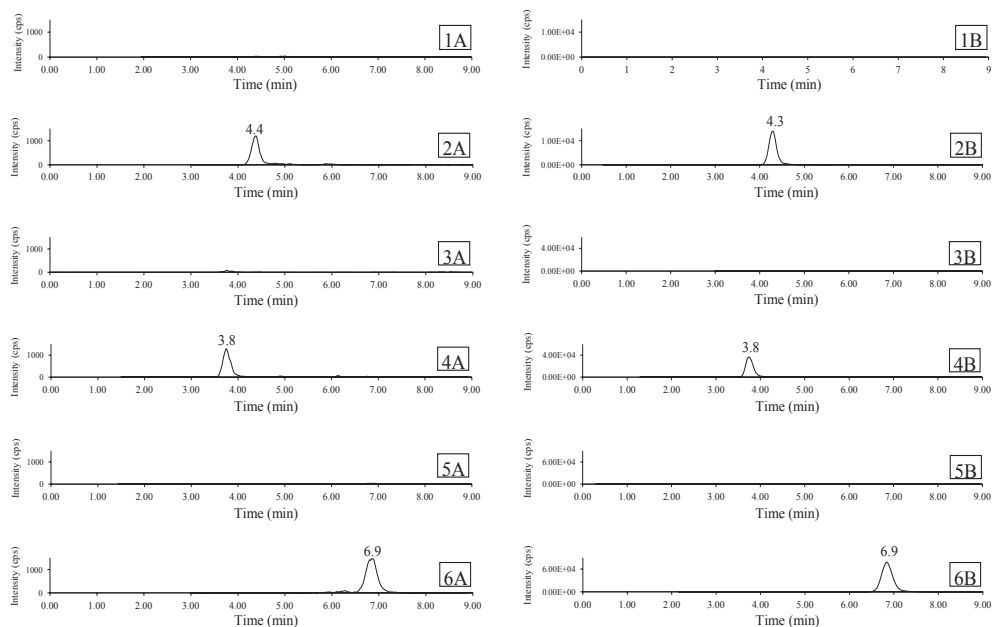 Intensity (cps)
1000
0
1A
0.00 1.00 2.00 3.00 4.00 5.00 6.00 7.00 8.00 9.00
Time (min)
Intensity (cps)
1.00E+04
0.00E+00
1B
0 1 2 3 4 5 6 7 8 9
Time (min)
Intensity (cps)
1000
0
4.4
2A
0.00 1.00 2.00 3.00 4.00 5.00 6.00 7.00 8.00 9.00
Time (min)
Intensity (cps)
1.00E+04
0.00E+00
4.3
2B
0.00 1.00 2.00 3.00 4.00 5.00 6.00 7.00 8.00 9.00
Time (min)
Intensity (cps)
1000
0
3A
0.00 1.00 2.00 3.00 4.00 5.00 6.00 7.00 8.00 9.00
Time (min)
Intensity (cps)
4.00E+04
0.00E+00
3B
0.00 1.00 2.00 3.00 4.00 5.00 6.00 7.00 8.00 9.00
Time (min)
Intensity (cps)
1000
0
3.8
4A
0.00 1.00 2.00 3.00 4.00 5.00 6.00 7.00 8.00 9.00
Time (min)
Intensity (cps)
4.00E+04
0.00E+00
3.8
4B
0.00 1.00 2.00 3.00 4.00 5.00 6.00 7.00 8.00 9.00
Time (min)
Intensity (cps)
1000
0
5A
0.00 1.00 2.00 3.00 4.00 5.00 6.00 7.00 8.00 9.00
Time (min)
Intensity (cps)
6.00E+04
0.00E+00
5B
0.00 1.00 2.00 3.00 4.00 5.00 6.00 7.00 8.00 9.00
Time (min)
Intensity (cps)
1000
0
6.9
6A
0.00 1.00 2.00 3.00 4.00 5.00 6.00 7.00 8.00 9.00
Time (min)
Intensity (cps)
6.00E+04
0.00E+00
6.9
6B
0.00 1.00 2.00 3.00 4.00 5.00 6.00 7.00 8.00 9.00
Time (min)